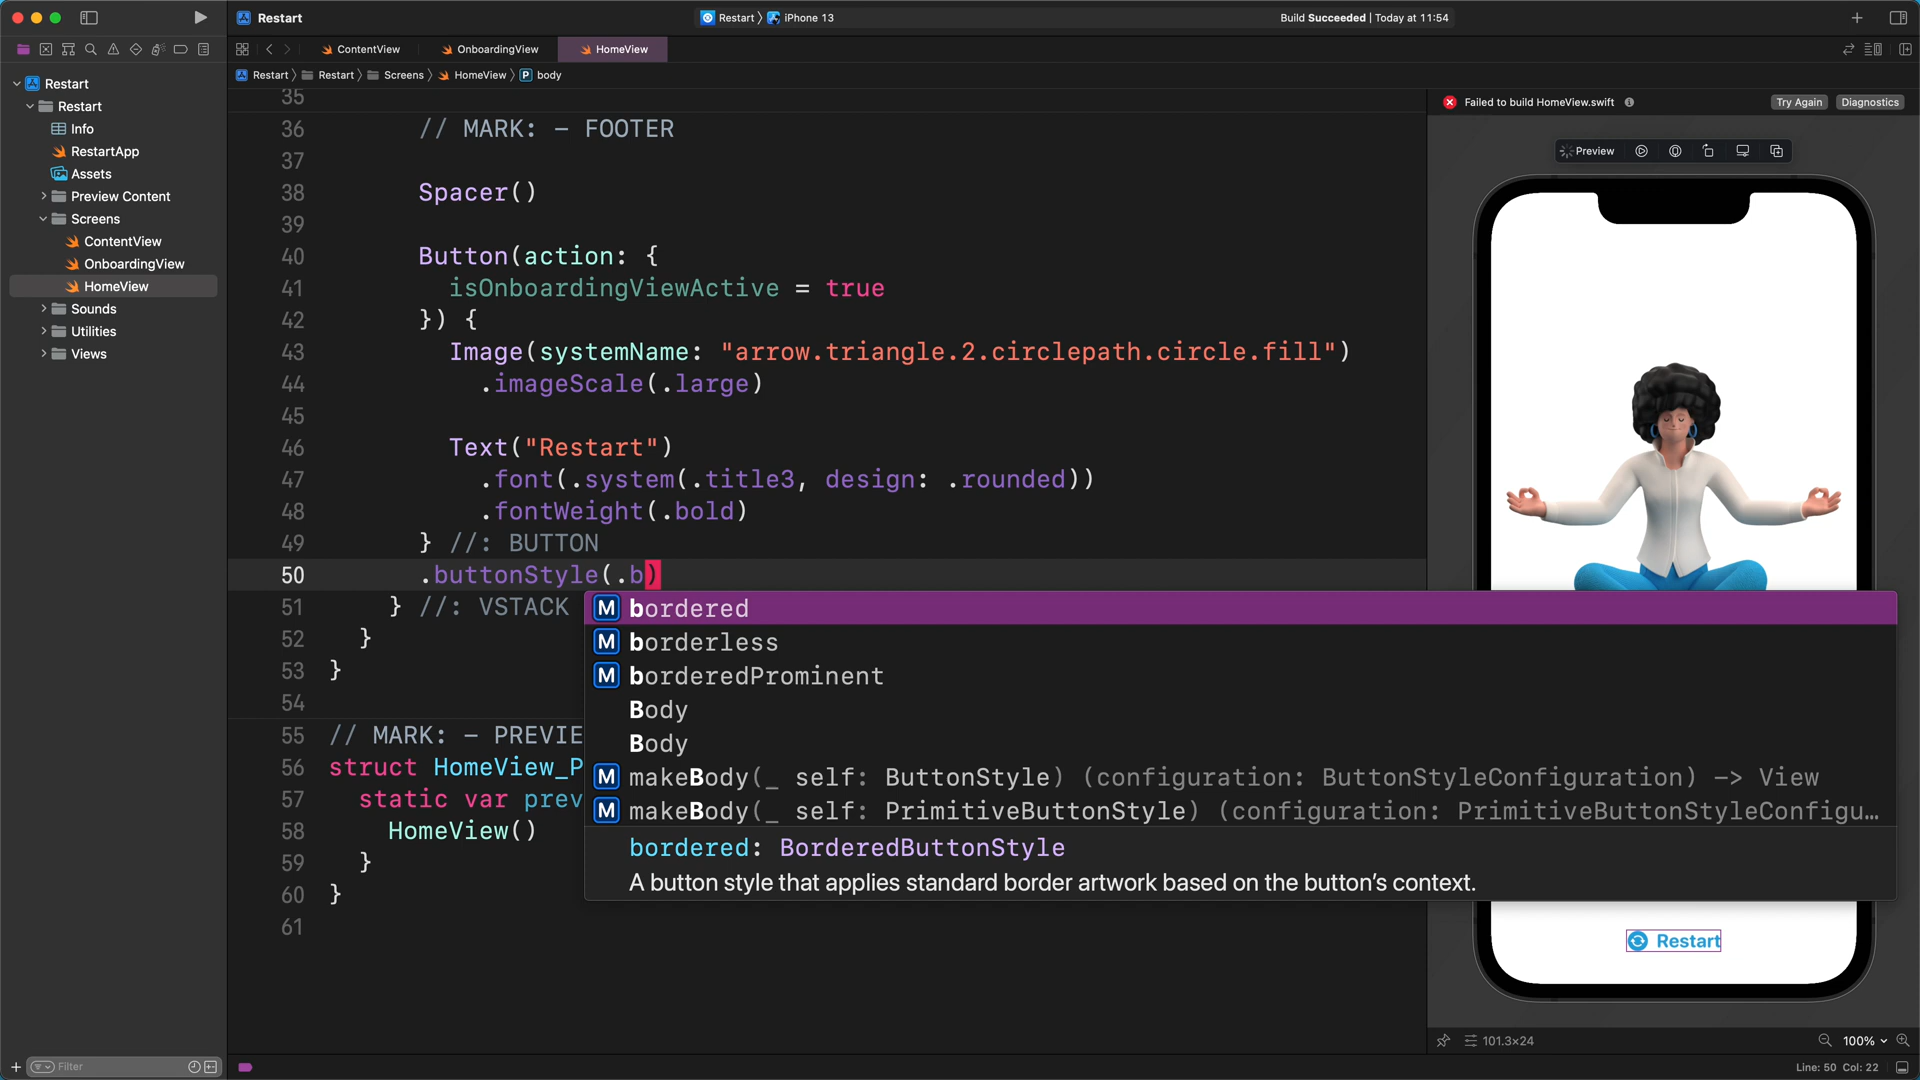 Restart
Restart 〉 iPhone 13
Build Succeeded | Today at 11:54
ContentView
OnboardingView
HomeView
Restart 〉 Restart 〉 Screens 〉 HomeView 〉 P body
Restart
Restart
Info
RestartApp
Assets
Preview Content
Screens
ContentView
OnboardingView
HomeView
Sounds
Utilities
Views
Filter
35
36 // MARK: – FOOTER
37
38 Spacer()
39
40 Button(action: {
41 isOnboardingViewActive = true
42 }) {
43 Image(systemName: "arrow.triangle.2.circlepath.circle.fill")
44 .imageScale(.large)
45
46 Text("Restart")
47 .font(.system(.title3, design: .rounded))
48 .fontWeight(.bold)
49 } //: BUTTON
50 .buttonStyle(.b)
51 } //: VSTACK
52 }
53 }
54
55 // MARK: – PREVIE
56 struct HomeView_P
57 static var prev
58 HomeView()
59 }
60 }
61
M bordered
M borderless
M borderedProminent
Body
Body
M makeBody(_ self: ButtonStyle) (configuration: ButtonStyleConfiguration) –> View
M makeBody(_ self: PrimitiveButtonStyle) (configuration: PrimitiveButtonStyleConfigu…
bordered: BorderedButtonStyle
A button style that applies standard border artwork based on the button's context.
Failed to build HomeView.swift
Try Again
Diagnostics
Preview
Restart
101.3×24
100%
Line: 50 Col: 22